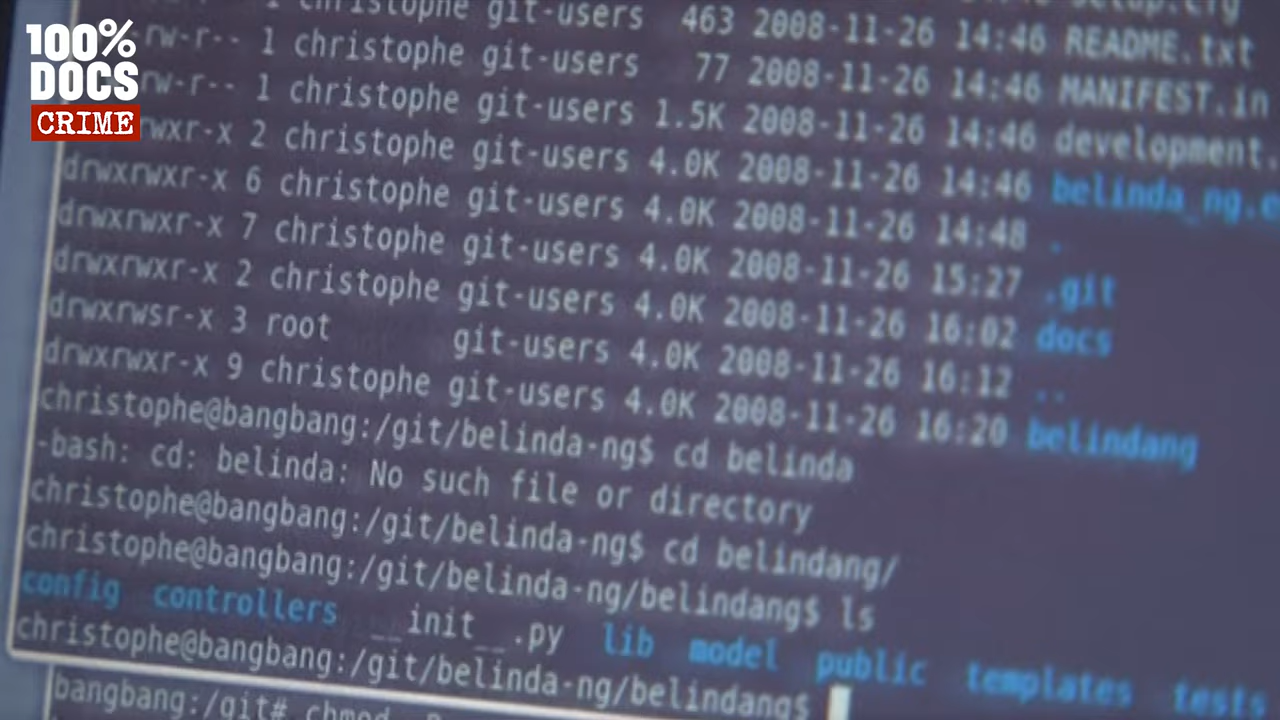 100%
DOCS
CRIME
christophe git-users 463 2008-11-26 14:46 README.txt
rw-r-- 1 christophe git-users 77 2008-11-26 14:46 MANIFEST.in
rw-r-- 1 christophe git-users 1.5K 2008-11-26 14:46 development.
rwxr-x 2 christophe git-users 4.0K 2008-11-26 14:46 belinda_ng.e
drwxrwxr-x 6 christophe git-users 4.0K 2008-11-26 14:48 .
drwxrwxr-x 7 christophe git-users 4.0K 2008-11-26 15:27 .git
drwxrwxr-x 2 christophe git-users 4.0K 2008-11-26 16:02 docs
drwxrwsr-x 3 root git-users 4.0K 2008-11-26 16:12 ..
drwxrwxr-x 9 christophe git-users 4.0K 2008-11-26 16:20 belindang
christophe@bangbang:/git/belinda-ng$ cd belinda
-bash: cd: belinda: No such file or directory
christophe@bangbang:/git/belinda-ng$ cd belindang/
christophe@bangbang:/git/belinda-ng/belindang$ ls
config controllers __init__.py lib model public templates tests
christophe@bangbang:/git/belinda-ng/belindang$
bangbang:/git# chmod